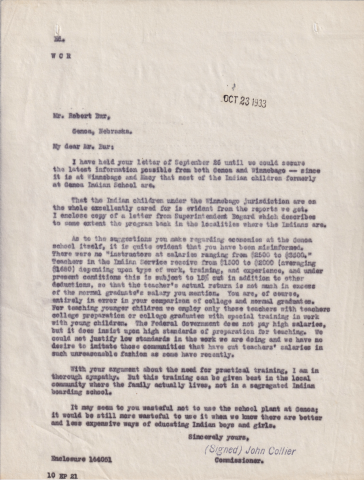 DE.
W C R
OCT 23 1933
Mr. Robert Dur,
Genoa, Nebraska.
My dear Mr. Dur:
I have held your letter of September 26 until we could secure
the latest information possible from both Genoa and Winnebago -- since
it is at Winnebago and Macy that most of the Indian children formerly
at Genoa Indian School are.
That the Indian children under the Winnebago jurisdiction are on
the whole excellently cared for is evident from the reports we get.
I enclose copy of a letter from Superintendent which describes
to some extent the program back in the localities where the Indians are.
As to the suggestions you make regarding economies at the Genoa
school itself, it is quite evident that you have been misinformed.
There were no "instructors at salaries ranging from $2500 to
Teachers in the Indian Service receive from to $2000 (averaging
depending upon type of work, training, and experience, and under
present conditions this is subject to 15% cut in addition to other
deductions, so that the teacher's actual return is not much in excess
of the normal graduate's salary you mention. You are, of course,
entirely in error in your comparison of college and normal graduates.
For teaching younger children we employ only those teachers with teachers
college preparation or college graduates with special training in work
with young children. The Federal Government does not pay high salaries,
but it does insist upon high standards of preparation for teaching. We
could not justify low standards in the work we are doing and we have no
desire to imitate those communities that have cut teachers' salaries in
such unreasonable fashion as some have recently.
With your argument about the need for practical training, I am in
thorough sympathy. But this training can be given best in the local
community where the family actually lives, not in a segregated Indian
boarding school.
It may seem to you wasteful not to use the school plant at Genoa;
it would be still more wasteful to use it when we know there are better
and less expensive ways of educating Indian boys and girls.
Sincerely yours,
(Signed) John Collier
Commissioner.
Enclosure 164051
10 21